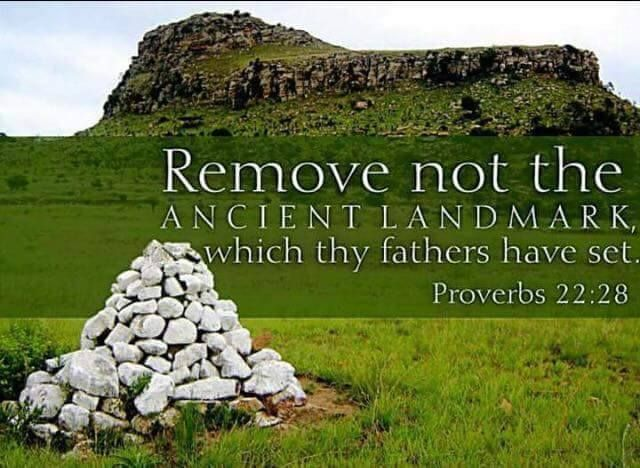 Remove not the
ANCIENT LANDMARK,
which thy fathers have set.
Proverbs 22:28